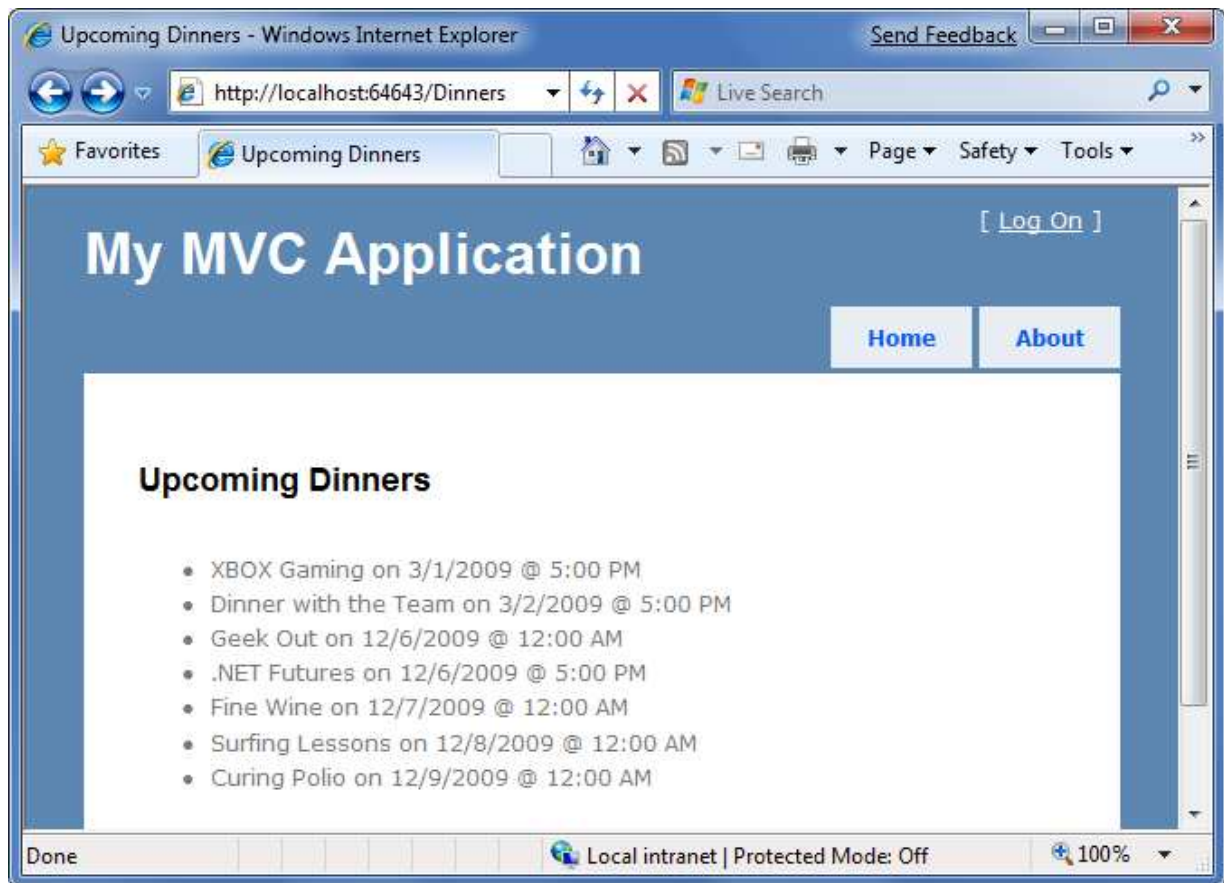 Upcoming Dinners - Windows Internet Explorer
Send Feedback
http://localhost:64643/Dinners
Live Search
Favorites
Upcoming Dinners
Page
Safety
Tools
[ Log On ]
My MVC Application
Home
About
Upcoming Dinners
• XBOX Gaming on 3/1/2009 @ 5:00 PM
• Dinner with the Team on 3/2/2009 @ 5:00 PM
• Geek Out on 12/6/2009 @ 12:00 AM
• .NET Futures on 12/6/2009 @ 5:00 PM
• Fine Wine on 12/7/2009 @ 12:00 AM
• Surfing Lessons on 12/8/2009 @ 12:00 AM
• Curing Polio on 12/9/2009 @ 12:00 AM
Done
Local intranet | Protected Mode: Off
100%